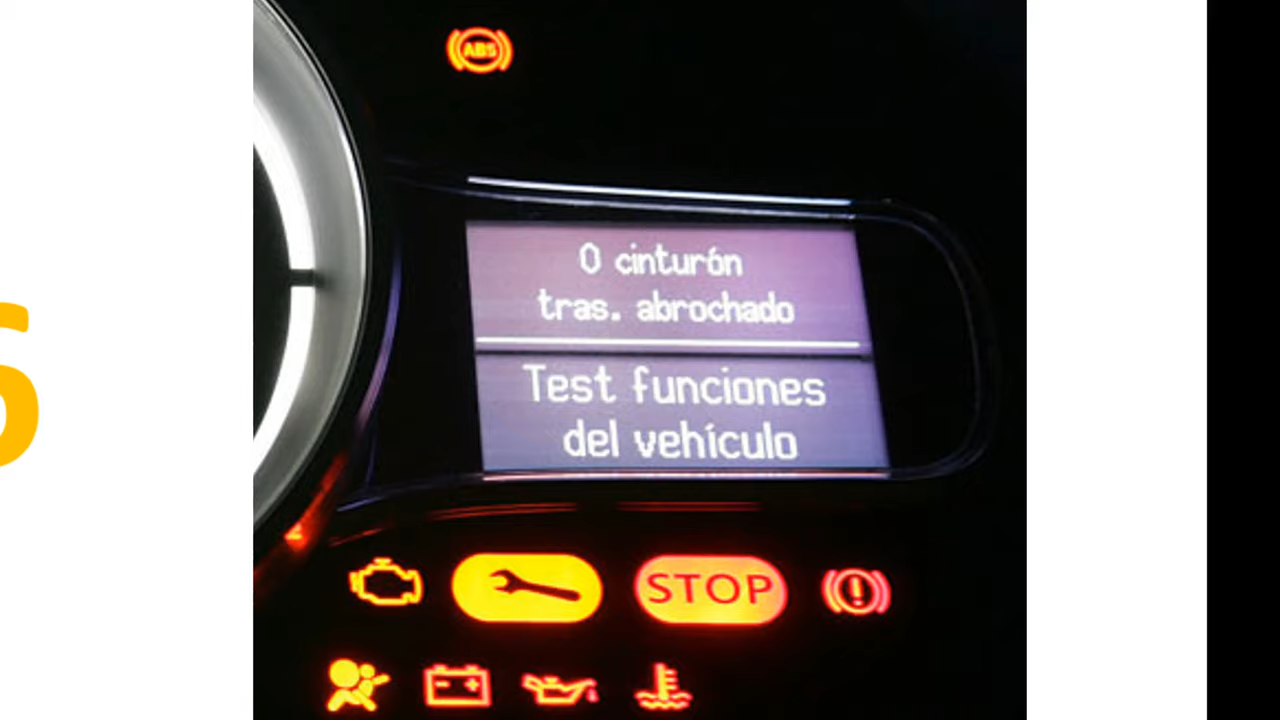 ABS
0 cinturón
tras. abrochado
Test funciones
del vehículo
STOP